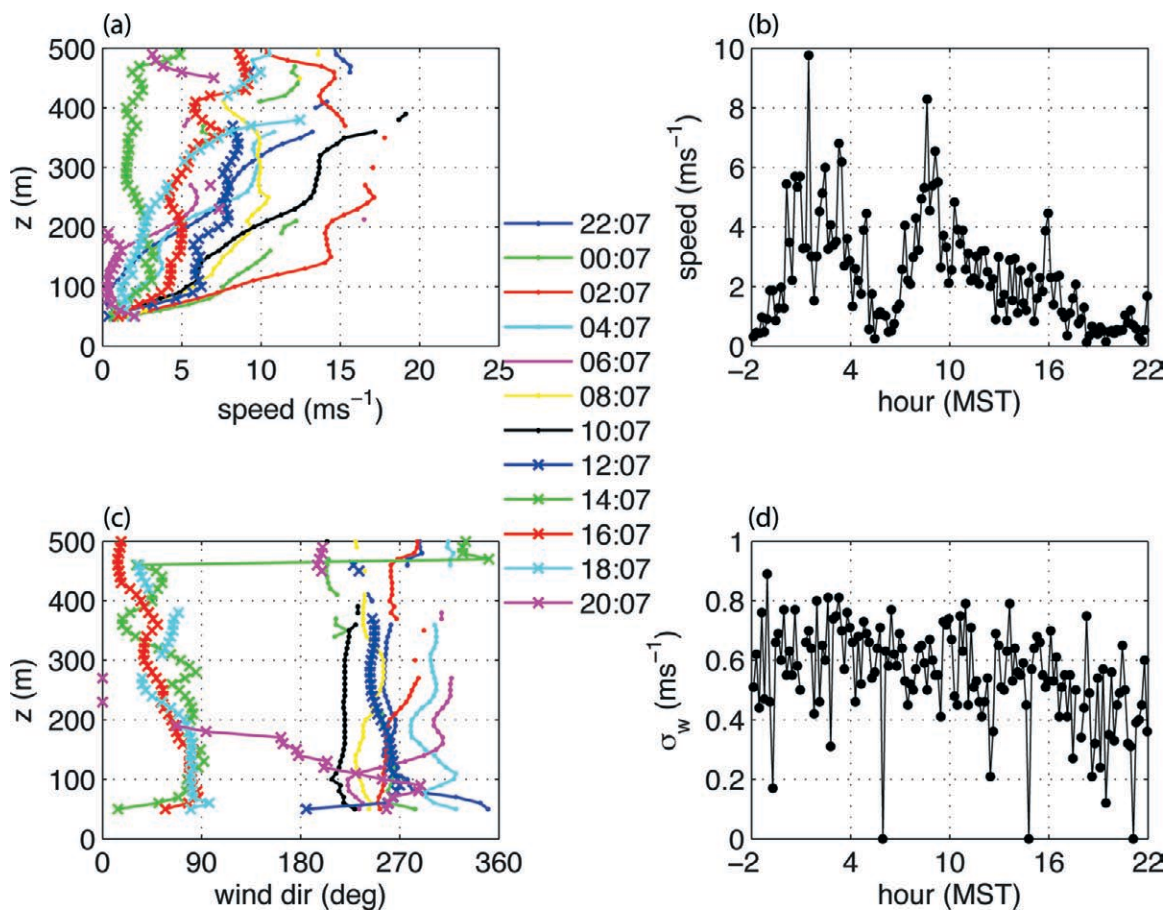 (a)
500
400
300
200
100
0
z (m)
0 5 10 15 20 25
speed (ms⁻¹)
(b)
10
8
6
4
2
0
speed (ms⁻¹)
−2 4 10 16 22
hour (MST)
22:07
00:07
02:07
04:07
06:07
08:07
10:07
12:07
14:07
16:07
18:07
20:07
(c)
500
400
300
200
100
0
z (m)
0 90 180 270 360
wind dir (deg)
(d)
1
0.8
0.6
0.4
0.2
0
σw (ms⁻¹)
−2 4 10 16 22
hour (MST)